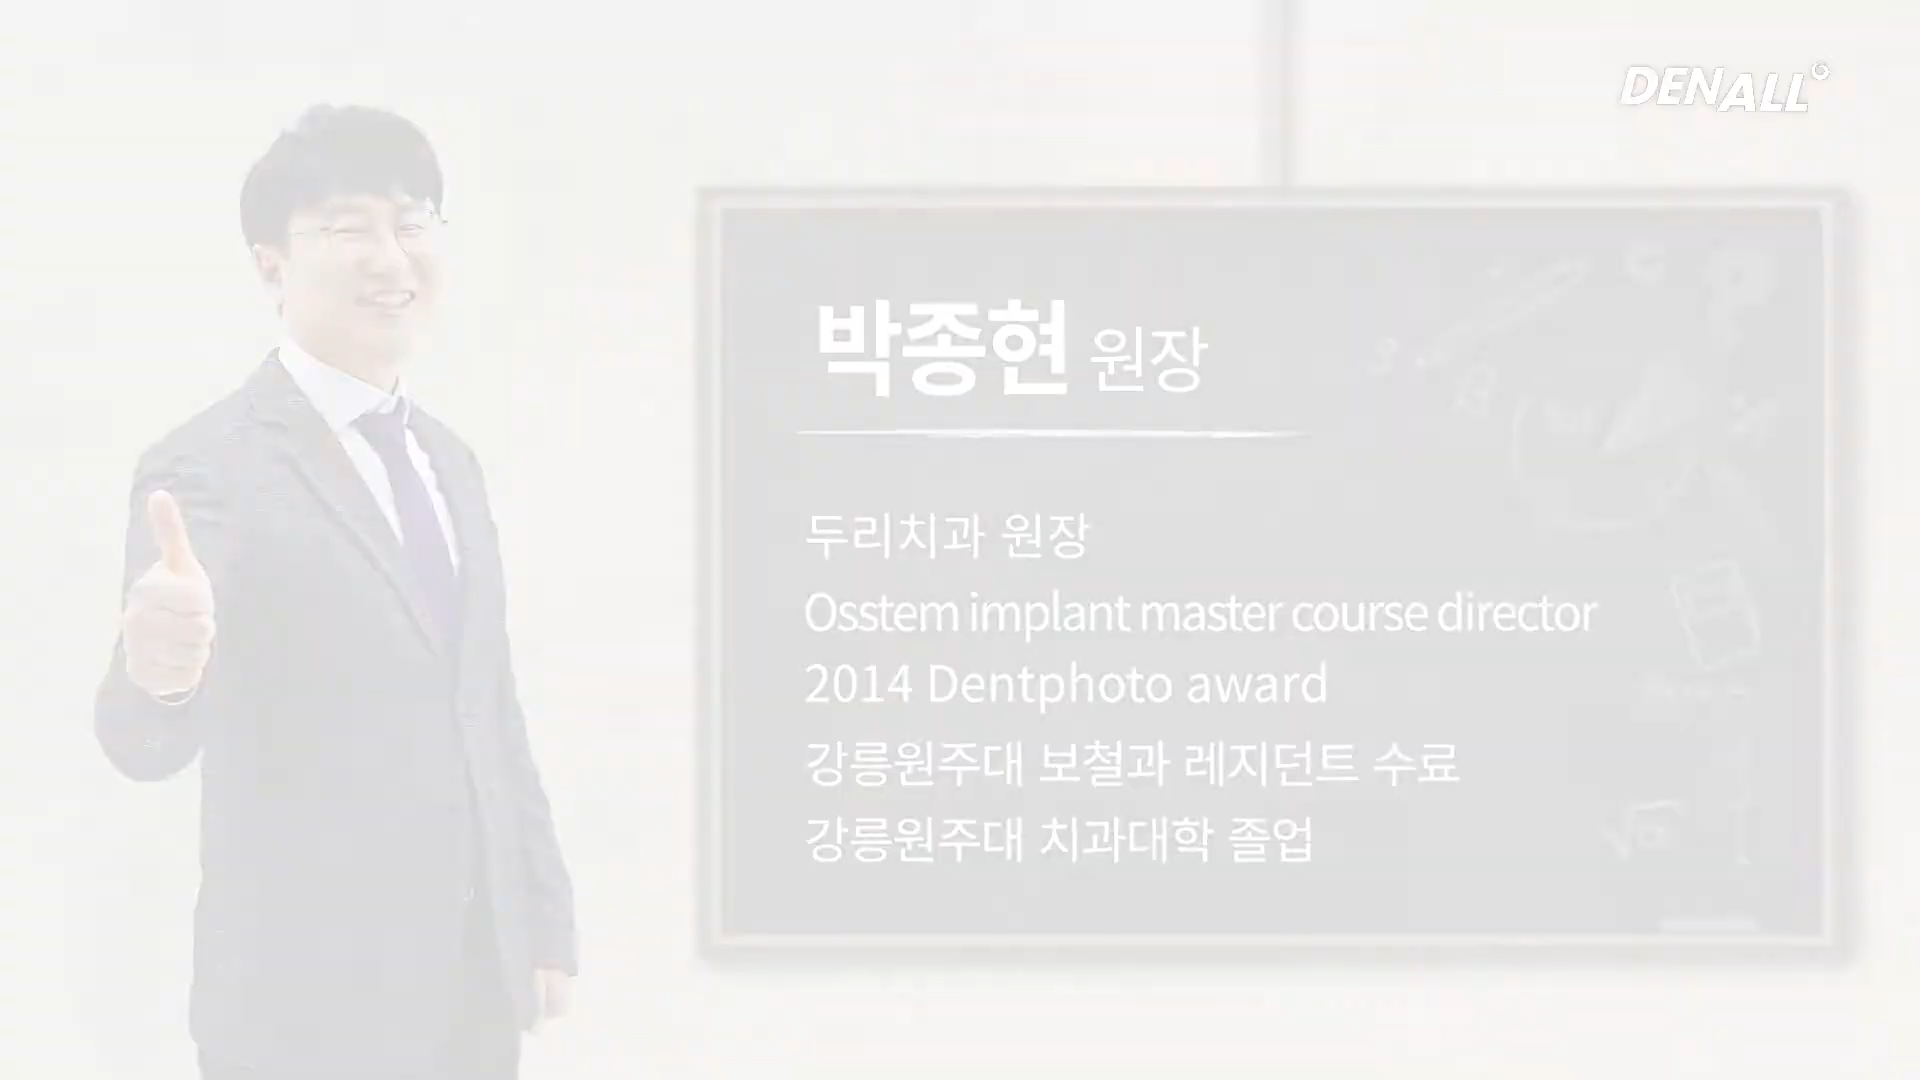 DENALL
박종현 원장
두리치과 원장
Osstem implant master course director
2014 Dentphoto award
강릉원주대 보철과 레지던트 수료
강릉원주대 치과대학 졸업